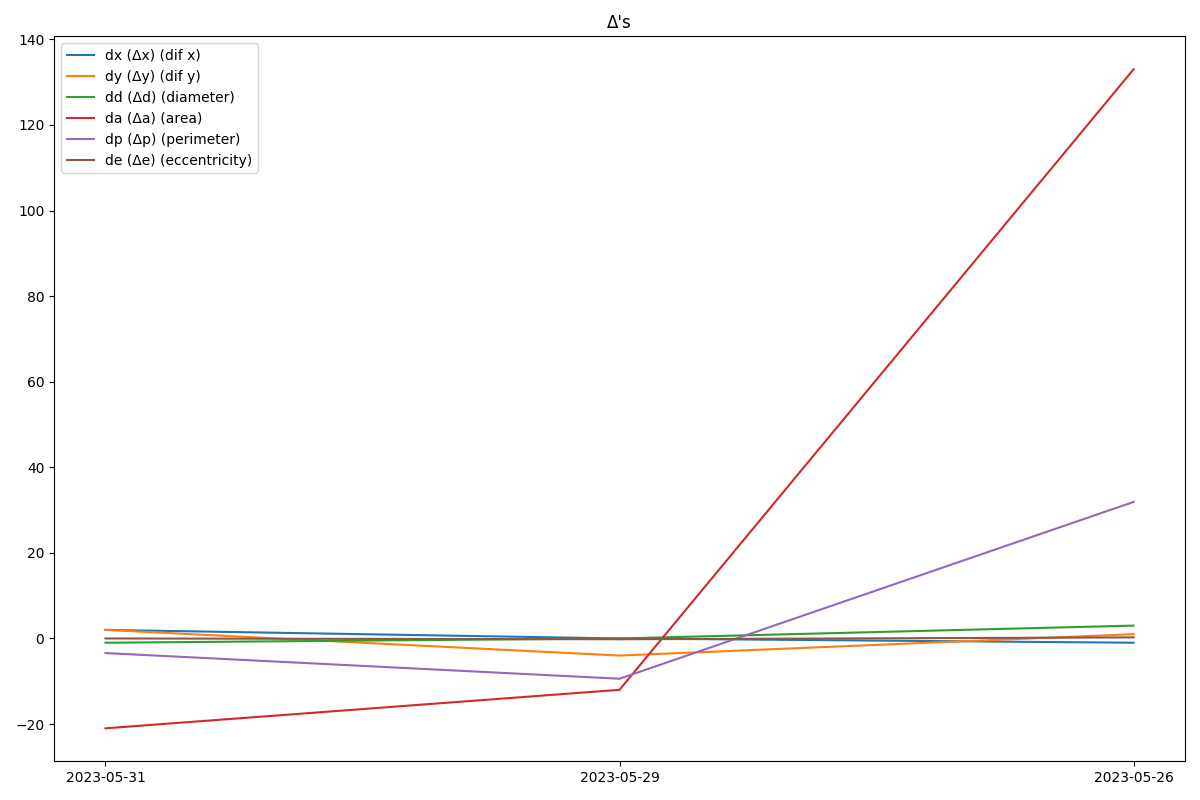 Δ's
dx (Δx) (dif x)
dy (Δy) (dif y)
dd (Δd) (diameter)
da (Δa) (area)
dp (Δp) (perimeter)
de (Δe) (eccentricity)
140
120
100
80
60
40
20
0
−20
2023-05-31 2023-05-29 2023-05-26